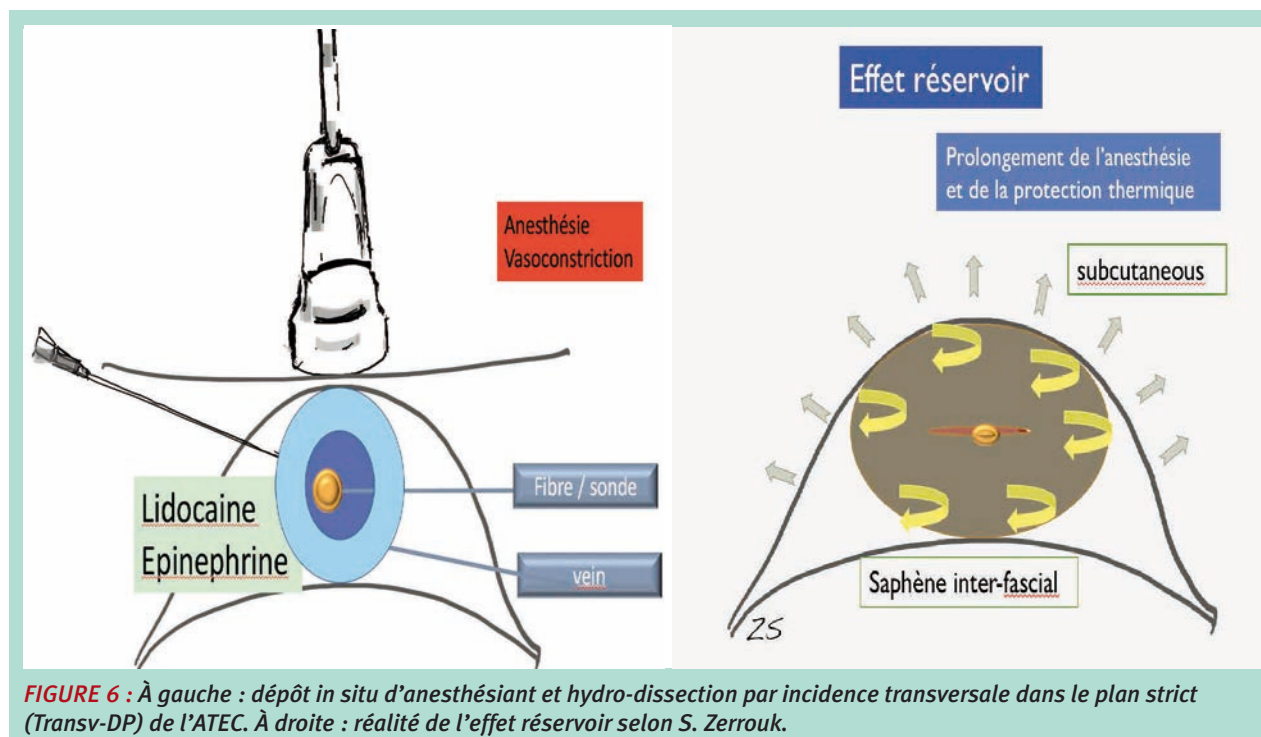 Anesthésie
Vasoconstriction
Lidocaine
Epinephrine
Fibre / sonde
vein
Effet réservoir
Prolongement de l'anesthésie
et de la protection thermique
subcutaneous
Saphène inter-fascial
ZS
FIGURE 6 : À gauche : dépôt in situ d'anesthésiant et hydro-dissection par incidence transversale dans le plan strict
(Transv-DP) de l'ATEC. À droite : réalité de l'effet réservoir selon S. Zerrouk.